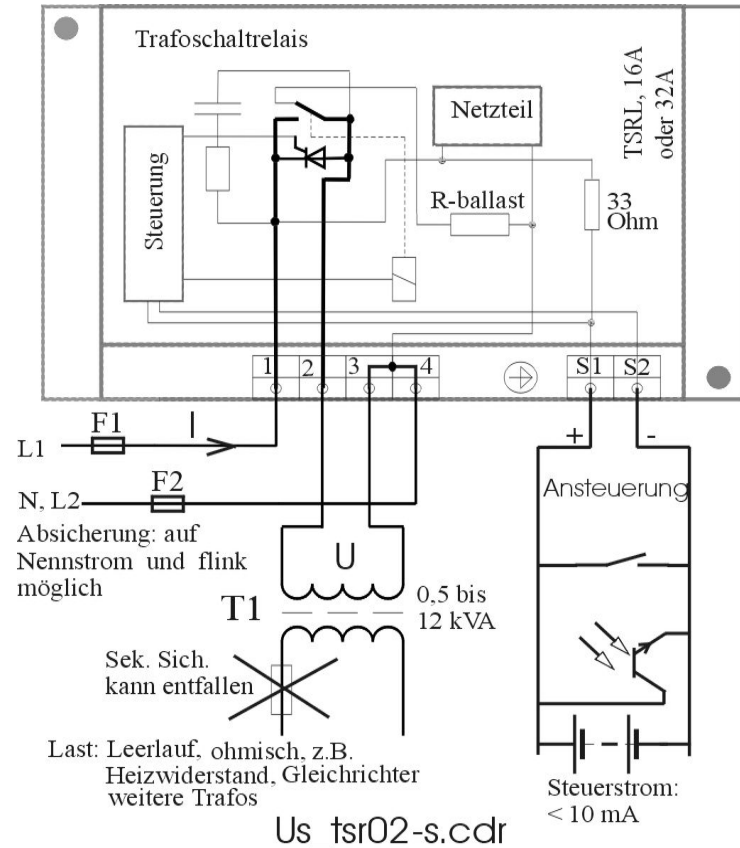 Trafoschaltrelais
TSRL, 16A
oder 32A
Netzteil
Steuerung
R-ballast
33
Ohm
1
2
3
4
S1
S2
F1
I
L1
+
-
F2
N, L2
Ansteuerung
Absicherung: auf
Nennstrom und flink
möglich
U
T1
0,5 bis
12 kVA
Sek. Sich.
kann entfallen
Last: Leerlauf, ohmisch, z.B.
Heizwiderstand, Gleichrichter
weitere Trafos
Steuerstrom:
< 10 mA
Us tsr02-s.cdr